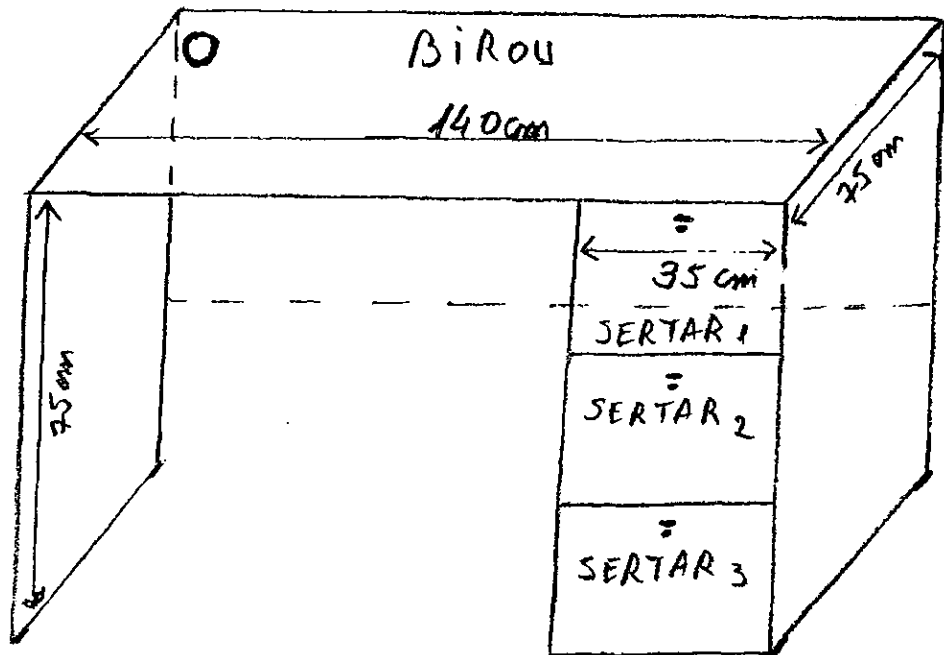 BiROU
140cm
75cm
75cm
35cm
SERTAR 1
SERTAR 2
SERTAR 3